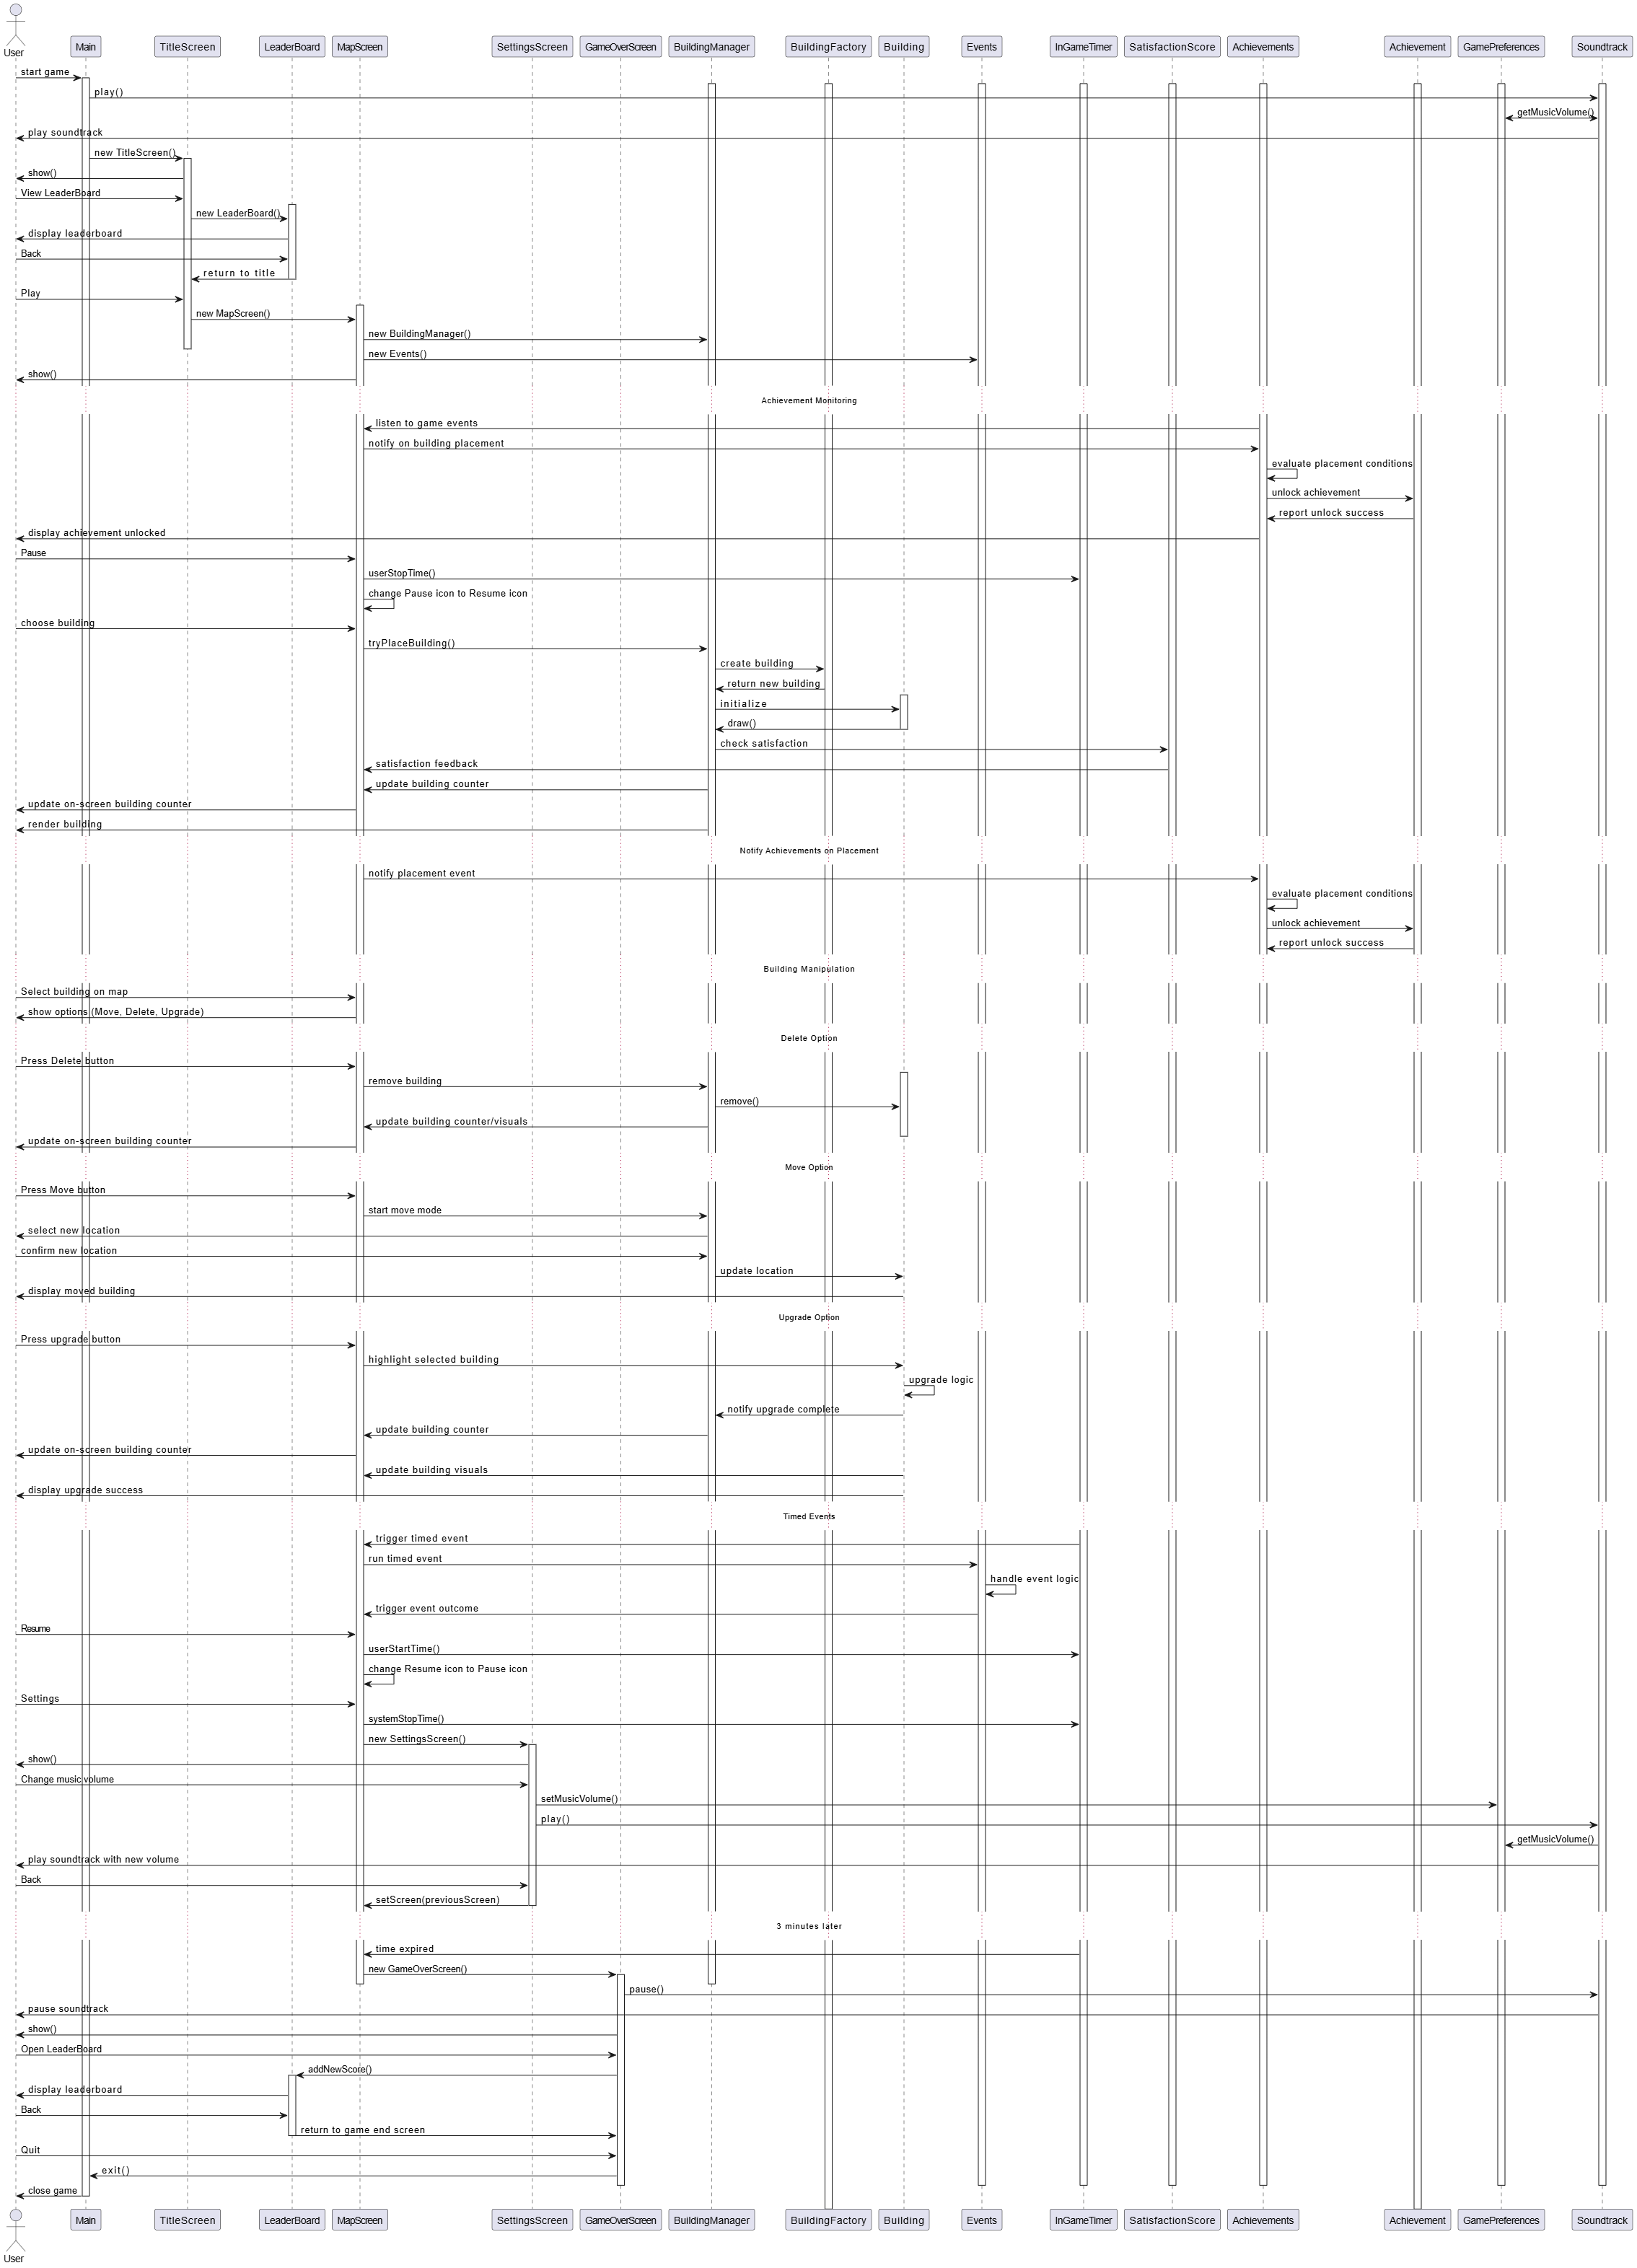 User
Main
TitleScreen
LeaderBoard
MapScreen
SettingsScreen
GameOverScreen
BuildingManager
BuildingFactory
Building
Events
InGameTimer
SatisfactionScore
Achievements
Achievement
GamePreferences
Soundtrack
start game
play()
getMusicVolume()
play soundtrack
new TitleScreen()
show()
View LeaderBoard
new LeaderBoard()
display leaderboard
Back
return to title
Play
new MapScreen()
new BuildingManager()
new Events()
show()
Achievement Monitoring
listen to game events
notify on building placement
evaluate placement conditions
unlock achievement
report unlock success
display achievement unlocked
Pause
userStopTime()
change Pause icon to Resume icon
choose building
tryPlaceBuilding()
create building
return new building
initialize
draw()
check satisfaction
satisfaction feedback
update building counter
update on-screen building counter
render building
Notify Achievements on Placement
notify placement event
evaluate placement conditions
unlock achievement
report unlock success
Building Manipulation
Select building on map
show options (Move, Delete, Upgrade)
Delete Option
Press Delete button
remove building
remove()
update building counter/visuals
update on-screen building counter
Move Option
Press Move button
start move mode
select new location
confirm new location
update location
display moved building
Upgrade Option
Press upgrade button
highlight selected building
upgrade logic
notify upgrade complete
update building counter
update on-screen building counter
update building visuals
display upgrade success
Timed Events
trigger timed event
run timed event
handle event logic
trigger event outcome
Resume
userStartTime()
change Resume icon to Pause icon
Settings
systemStopTime()
new SettingsScreen()
show()
Change music volume
setMusicVolume()
play()
getMusicVolume()
play soundtrack with new volume
Back
setScreen(previousScreen)
3 minutes later
time expired
new GameOverScreen()
pause()
pause soundtrack
show()
Open LeaderBoard
addNewScore()
display leaderboard
Back
return to game end screen
Quit
exit()
close game
User
Main
TitleScreen
LeaderBoard
MapScreen
SettingsScreen
GameOverScreen
BuildingManager
BuildingFactory
Building
Events
InGameTimer
SatisfactionScore
Achievements
Achievement
GamePreferences
Soundtrack